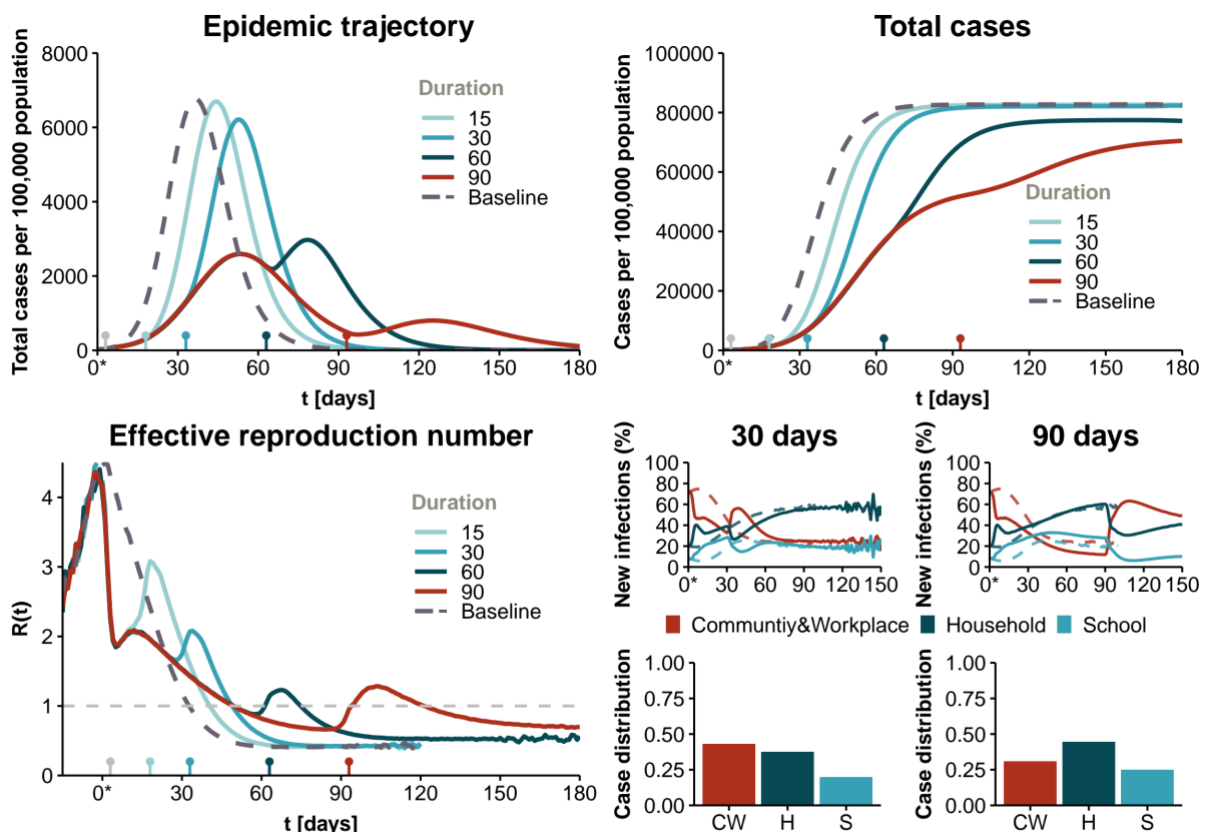 Epidemic trajectory
Total cases per 100,000 population
8000
6000
4000
2000
0
Duration
15
30
60
90
Baseline
0* 30 60 90 120 150 180
t [days]
Total cases
Cases per 100,000 population
100000
80000
60000
40000
20000
0
Duration
15
30
60
90
Baseline
0* 30 60 90 120 150 180
t [days]
Effective reproduction number
R(t)
4
3
2
1
0
Duration
15
30
60
90
Baseline
0* 30 60 90 120 150 180
t [days]
30 days
New infections (%)
100
80
60
40
20
0
0* 30 60 90 120 150
90 days
New infections (%)
100
80
60
40
20
0
0* 30 60 90 120 150
Communtiy&Workplace Household School
Case distribution
1.00
0.75
0.50
0.25
0.00
CW H S
Case distribution
1.00
0.75
0.50
0.25
0.00
CW H S